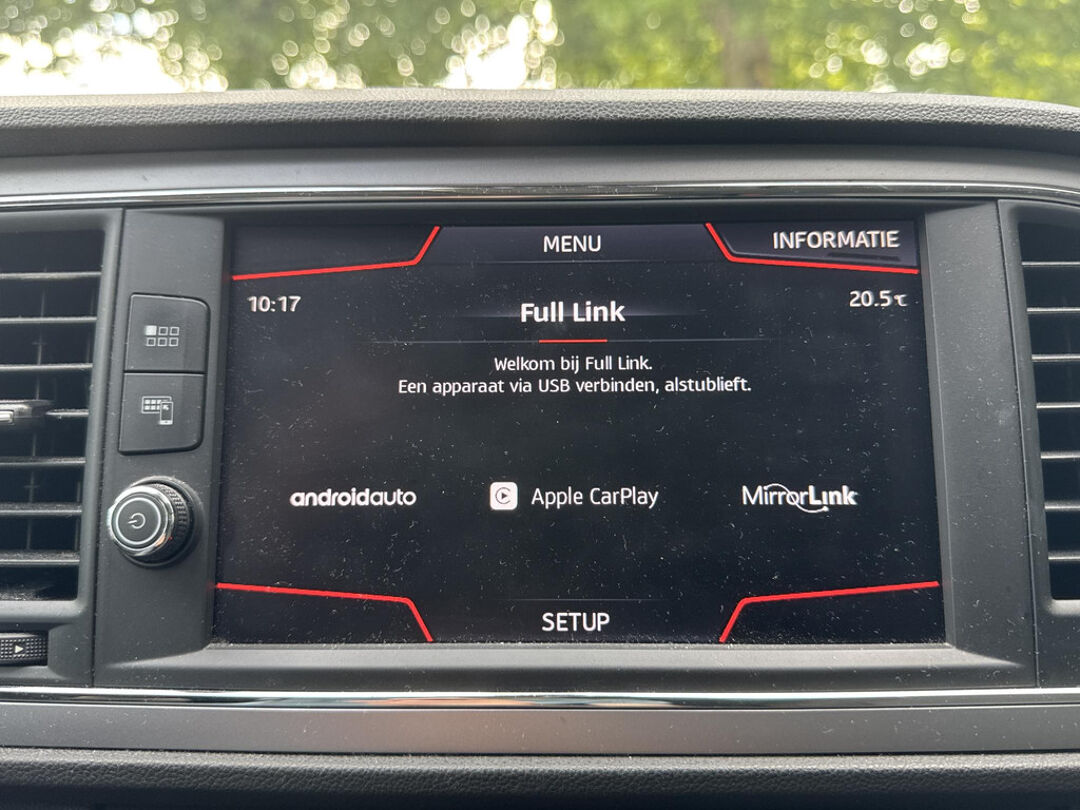 MENU
INFORMATIE
10:17
20.5℃
Full Link
Welkom bij Full Link.
Een apparaat via USB verbinden, alstublieft.
androidauto
Apple CarPlay
MirrorLink
SETUP